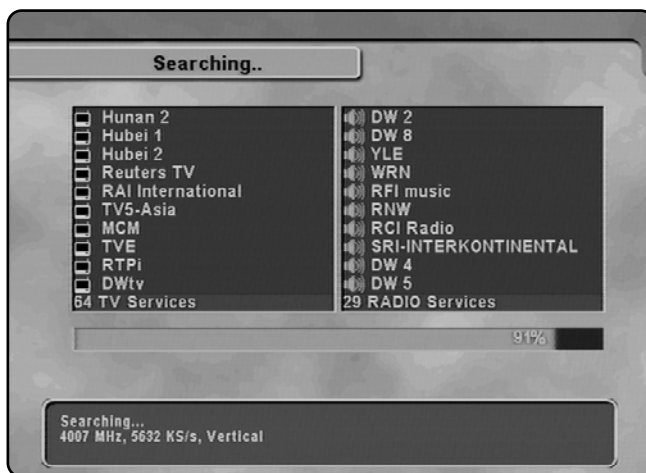 Searching..
Hunan 2
Hubei 1
Hubei 2
Reuters TV
RAI International
TV5-Asia
MCM
TVE
RTPi
DWtv
64 TV Services
DW 2
DW 8
YLE
WRN
RFI music
RNW
RCI Radio
SRI-INTERKONTINENTAL
DW 4
DW 5
29 RADIO Services
91%
Searching...
4007 MHz, 5632 KS/s, Vertical